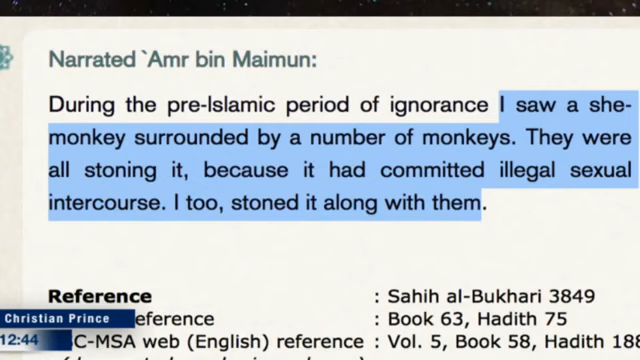 Narrated `Amr bin Maimun:
During the pre-Islamic period of ignorance I saw a she-
monkey surrounded by a number of monkeys. They were
all stoning it, because it had committed illegal sexual
intercourse. I too, stoned it along with them.
Reference : Sahih al-Bukhari 3849
Christian Prince eference : Book 63, Hadith 75
12:44 C-MSA web (English) reference : Vol. 5, Book 58, Hadith 188